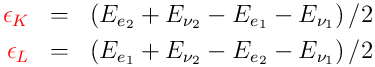 ϵ_K = (E_{e_2} + E_{ν_2} − E_{e_1} − E_{ν_1}) /2
ϵ_L = (E_{e_1} + E_{ν_2} − E_{e_2} − E_{ν_1}) /2